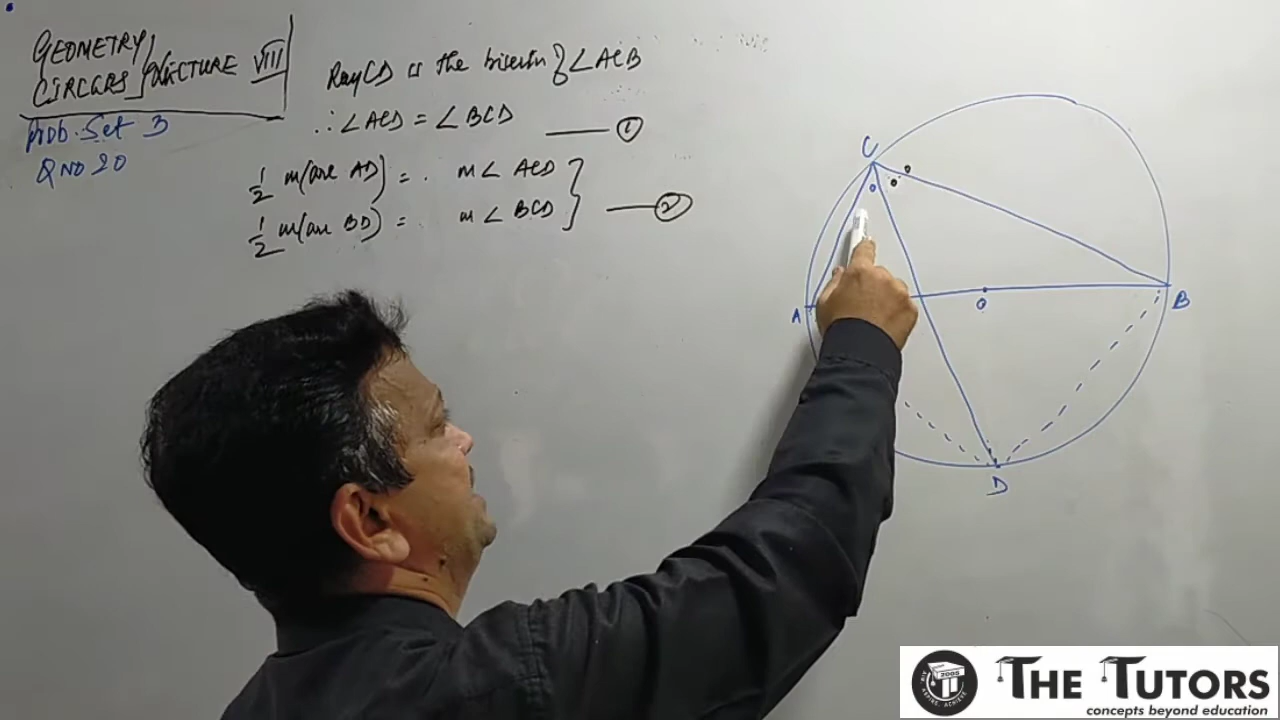 GEOMETRY
CIRCLES
LECTURE VIII
Prob. Set 3
Q NO 20
Ray CD is the bisector of ∠ACB
∴ ∠ACD = ∠BCD ① 
1/2 m(arc AD) = m∠ ACD
1/2 m(arc BD) = m∠ BCD ②
C
A
O
B
D
2005
THE TUTORS
concepts beyond education